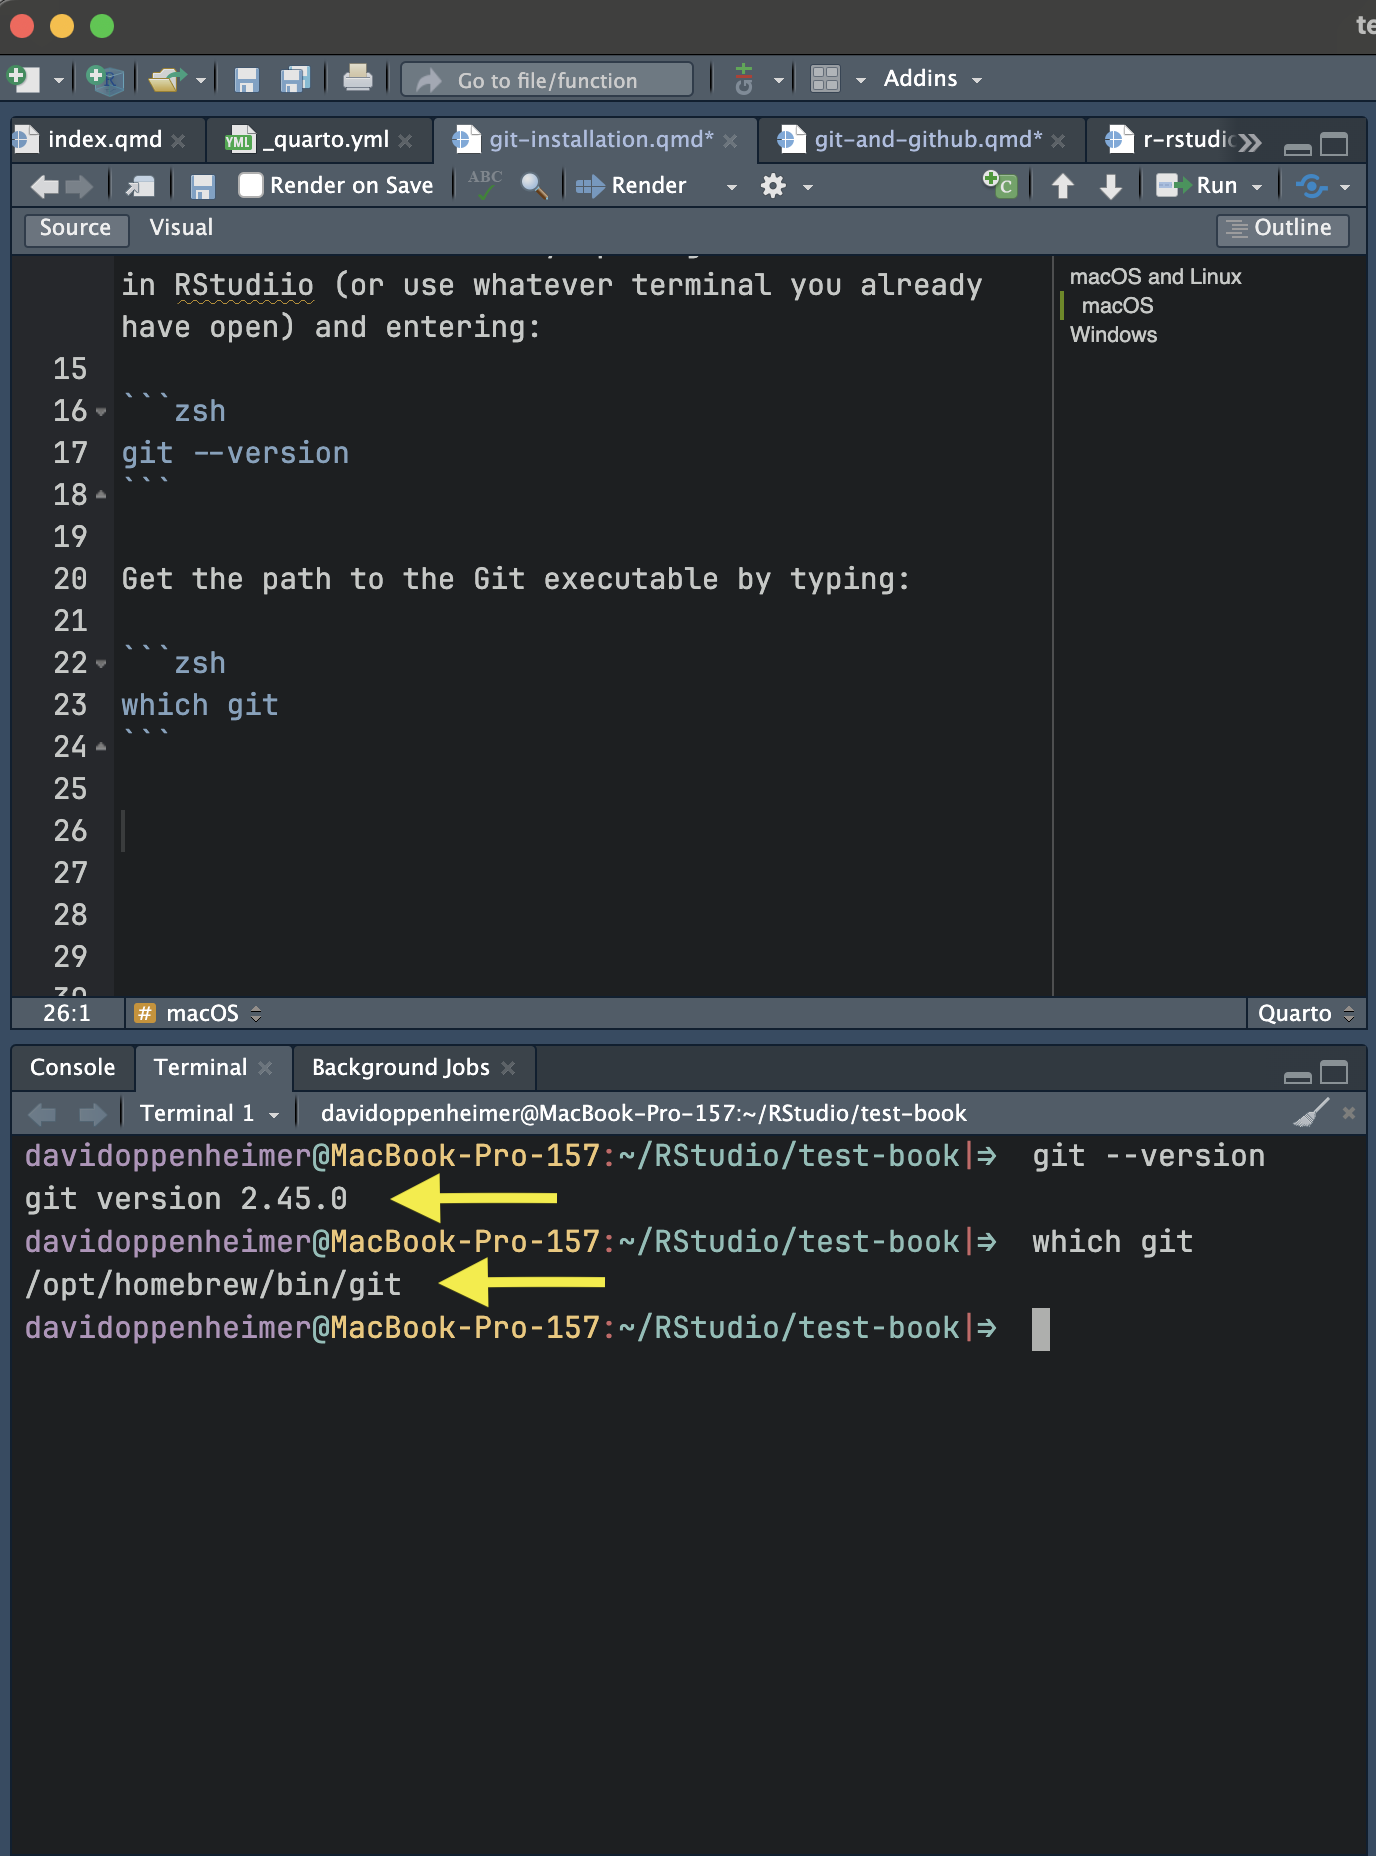 te
Go to file/function
Addins
index.qmd
_quarto.yml
git-installation.qmd*
git-and-github.qmd*
r-rstudic
Render on Save
ABC
Render
Run
Source
Visual
Outline
in RStudiio (or use whatever terminal you already
have open) and entering:
15
16 ```zsh
17 git --version
18 ```
19
20 Get the path to the Git executable by typing:
21
22 ```zsh
23 which git
24 ```
25
26
27
28
29
30
macOS and Linux
macOS
Windows
26:1
# macOS
Quarto
Console
Terminal
Background Jobs
Terminal 1
davidoppenheimer@MacBook-Pro-157:~/RStudio/test-book
davidoppenheimer@MacBook-Pro-157:~/RStudio/test-book|⇒ git --version
git version 2.45.0
davidoppenheimer@MacBook-Pro-157:~/RStudio/test-book|⇒ which git
/opt/homebrew/bin/git
davidoppenheimer@MacBook-Pro-157:~/RStudio/test-book|⇒